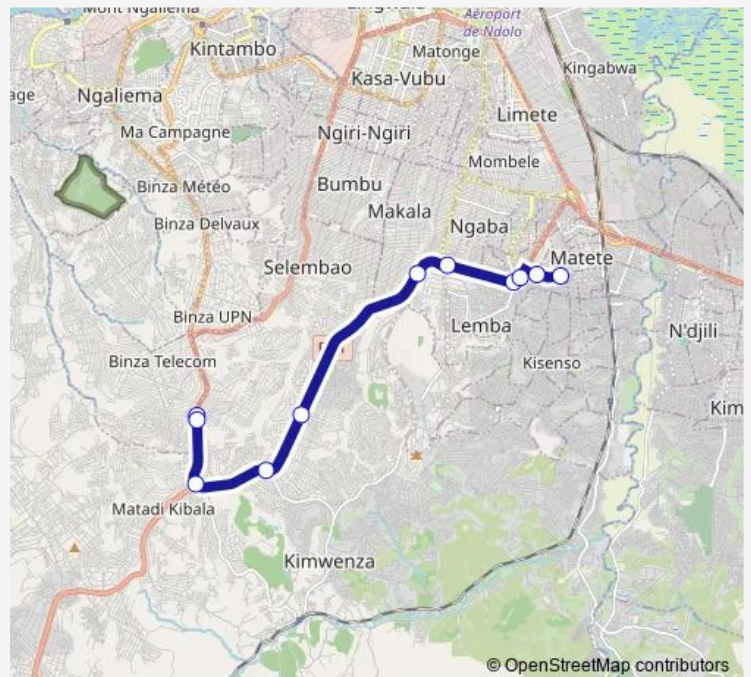 Mont Ngaliema
Aéroport
de Ndolo
Kintambo
Matonge
Kingabwa
Kasa-Vubu
Ngaliema
Limete
Ma Campagne
Ngiri-Ngiri
Mombele
Binza Météo
Bumbu
Makala
Binza Delvaux
Ngaba
Selembao
Matete
Binza UPN
Lemba
N'djili
Binza Telecom
Kisenso
Kim
Matadi Kibala
Kimwenza
© OpenStreetMap contributors